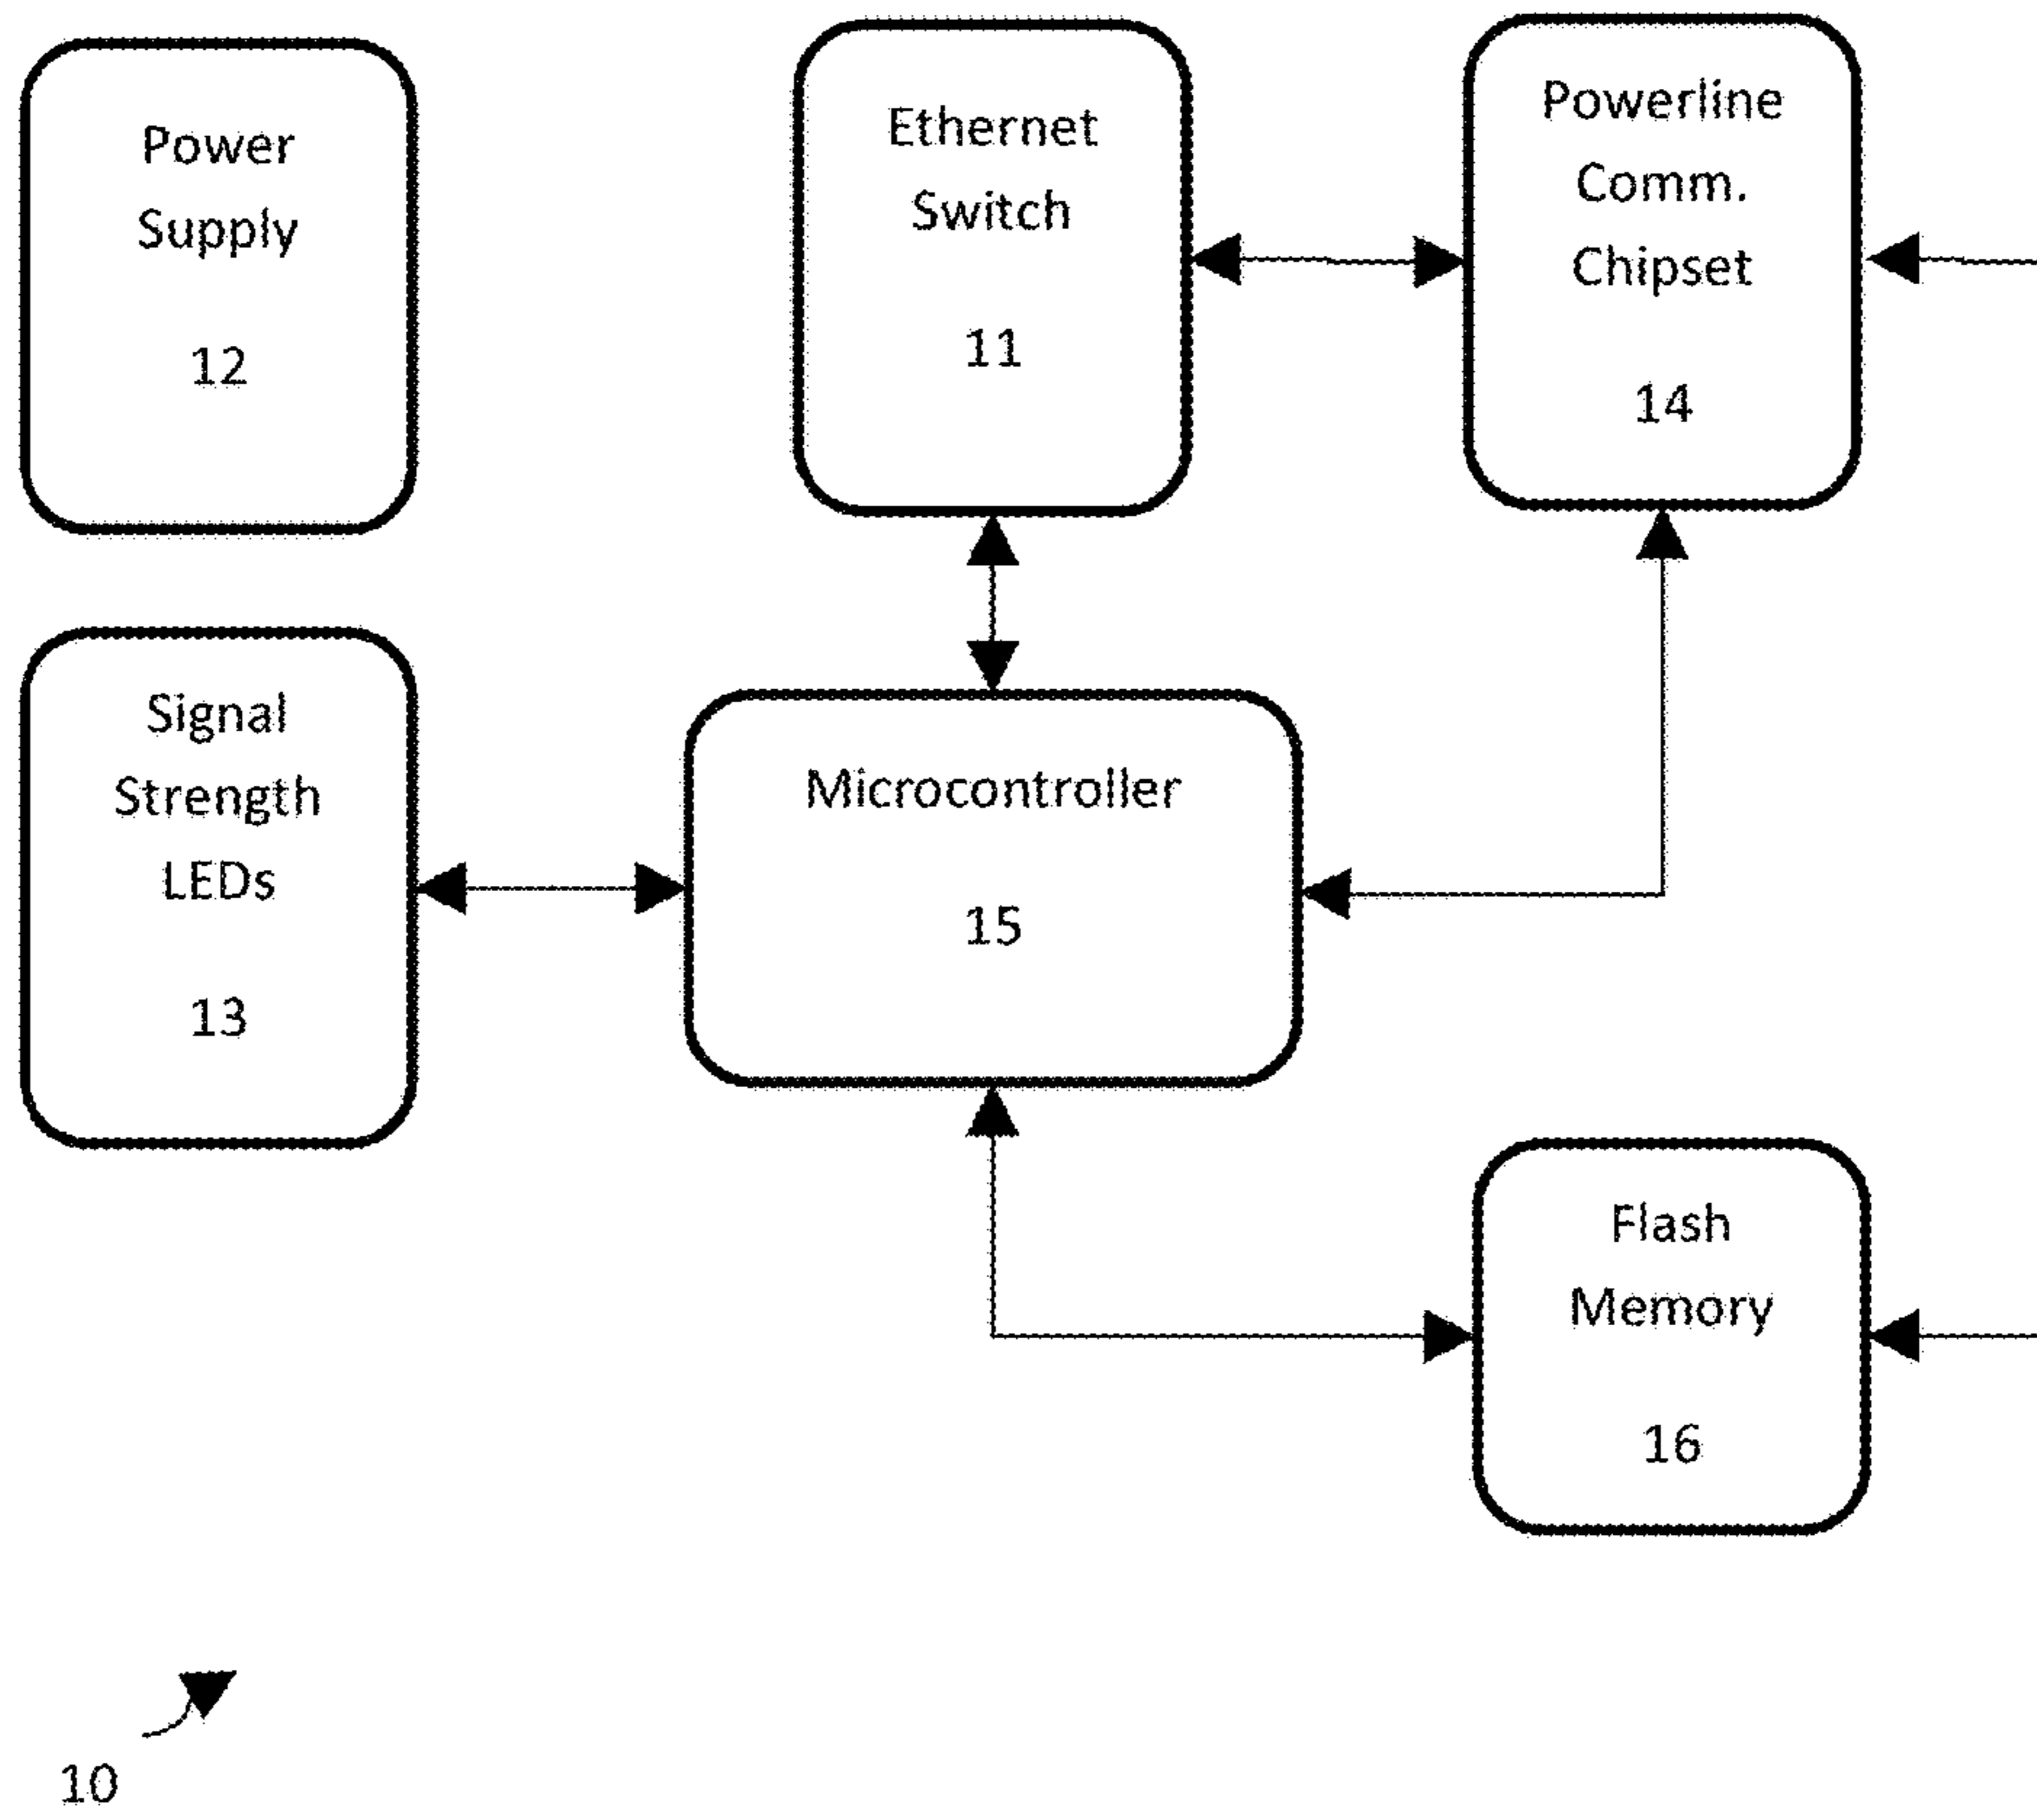 Power
Supply
12
Ethernet
Switch
11
Powerline
Comm.
Chipset
14
Signal
Strength
LEDs
13
Microcontroller
15
Flash
Memory
16
10